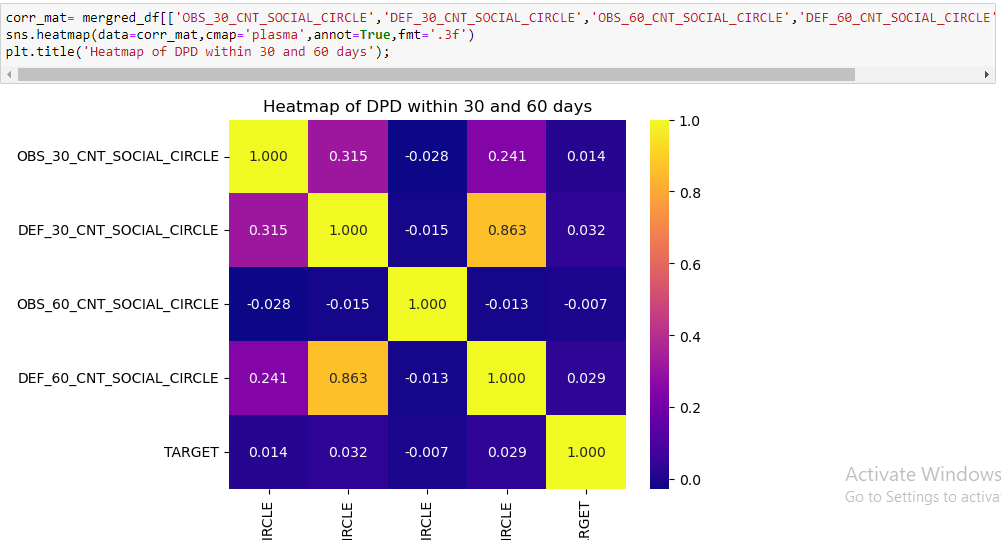 corr_mat= mergred_df[['OBS_30_CNT_SOCIAL_CIRCLE','DEF_30_CNT_SOCIAL_CIRCLE','OBS_60_CNT_SOCIAL_CIRCLE','DEF_60_CNT_SOCIAL_CIRCLE'
sns.heatmap(data=corr_mat,cmap='plasma',annot=True,fmt='.3f')
plt.title('Heatmap of DPD within 30 and 60 days');
Heatmap of DPD within 30 and 60 days
OBS_30_CNT_SOCIAL_CIRCLE 1.000 0.315 -0.028 0.241 0.014
DEF_30_CNT_SOCIAL_CIRCLE 0.315 1.000 -0.015 0.863 0.032
OBS_60_CNT_SOCIAL_CIRCLE -0.028 -0.015 1.000 -0.013 -0.007
DEF_60_CNT_SOCIAL_CIRCLE 0.241 0.863 -0.013 1.000 0.029
TARGET 0.014 0.032 -0.007 0.029 1.000
IRCLE IRCLE IRCLE IRCLE RGET
1.0
0.8
0.6
0.4
0.2
0.0
Activate Windows
Go to Settings to activa